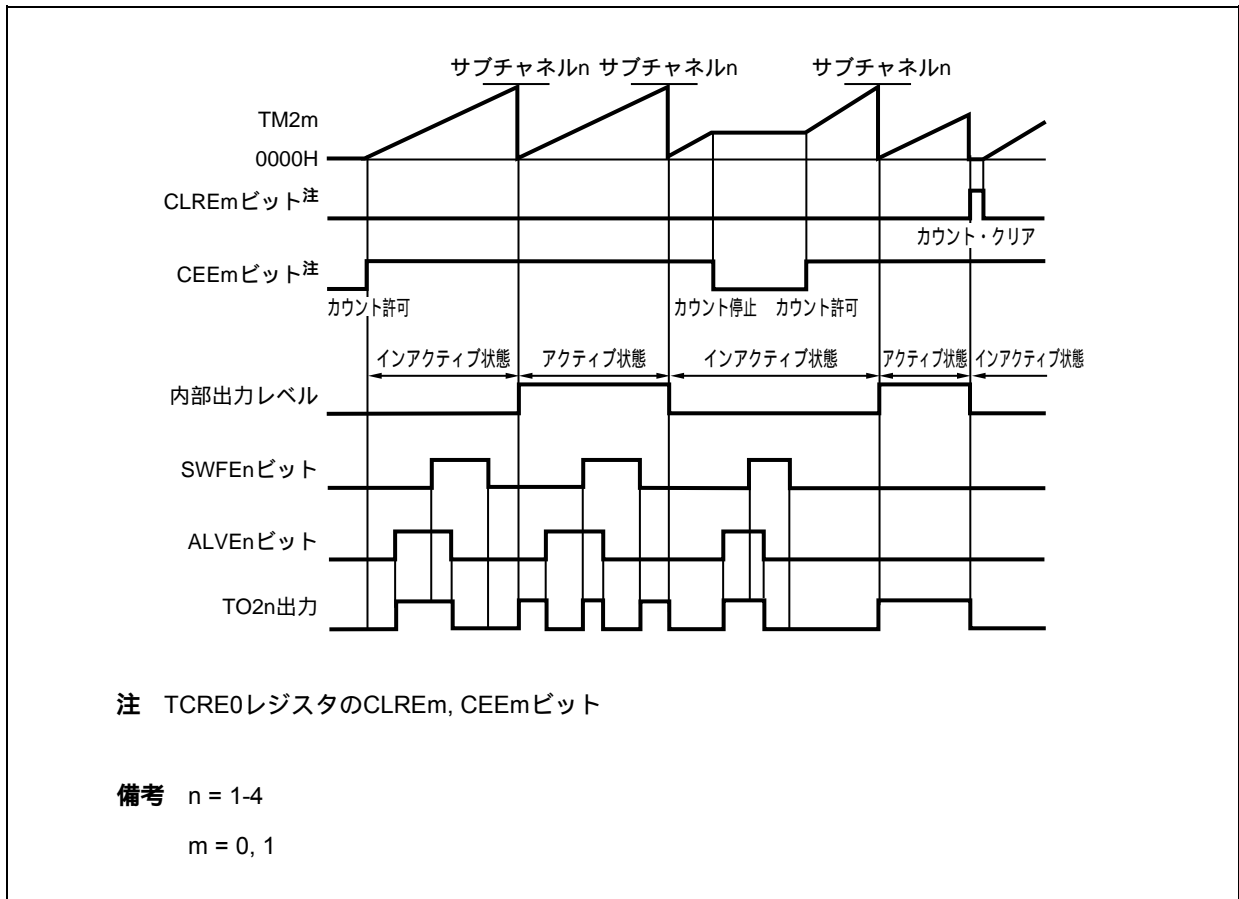 サブチャネルn サブチャネルn サブチャネルn
TM2m
0000H
CLREmビット注
カウント・クリア
CEEmビット注
カウント許可 カウント停止 カウント許可
インアクティブ状態 アクティブ状態 インアクティブ状態 アクティブ状態 インアクティブ状態
内部出力レベル
SWFEnビット
ALVEnビット
TO2n出力
注 TCRE0レジスタのCLREm, CEEmビット
備考 n = 1-4
m = 0, 1